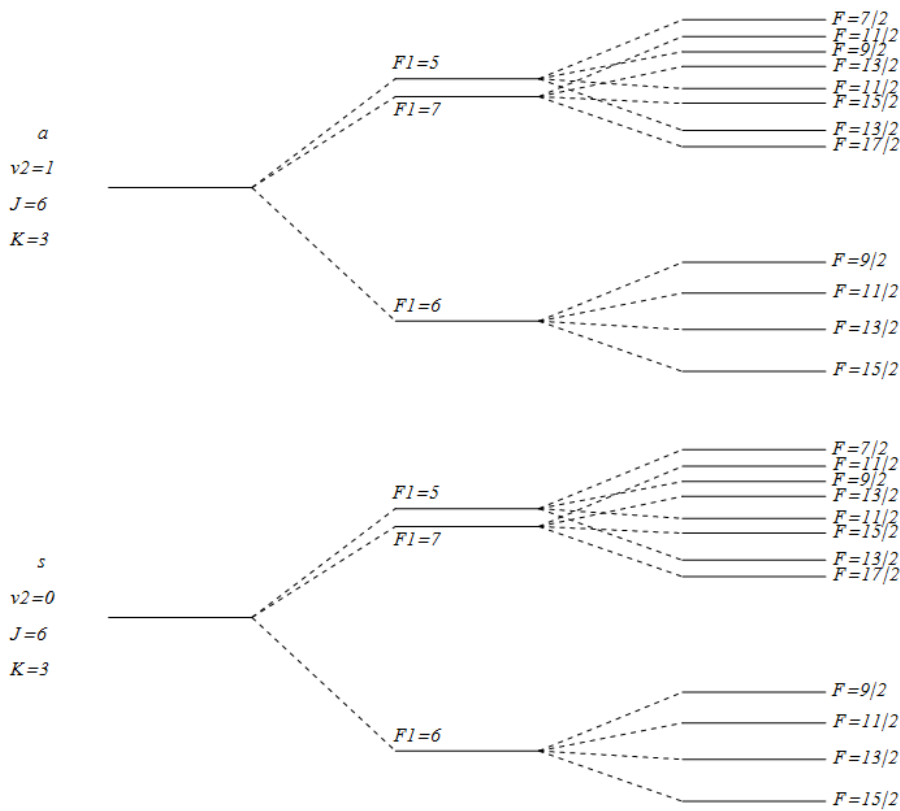 a
v2=1
J=6
K=3
F1=5
F1=7
F1=6
F=7/2
F=11/2
F=9/2
F=13/2
F=11/2
F=15/2
F=13/2
F=17/2
F=9/2
F=11/2
F=13/2
F=15/2
s
v2=0
J=6
K=3
F1=5
F1=7
F1=6
F=7/2
F=11/2
F=9/2
F=13/2
F=11/2
F=15/2
F=13/2
F=17/2
F=9/2
F=11/2
F=13/2
F=15/2